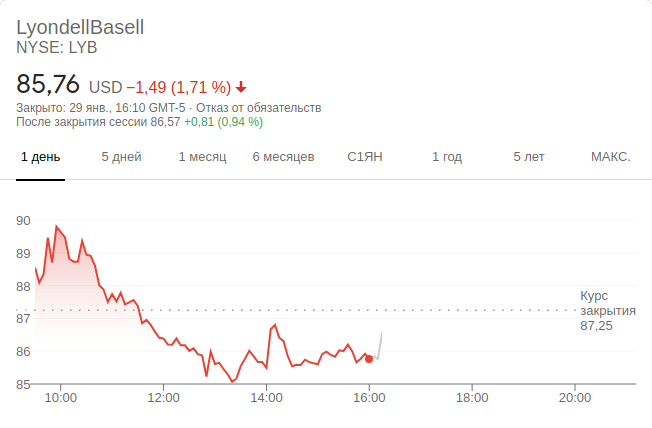 LyondellBasell
NYSE: LYB
85,76 USD −1,49 (1,71 %)
Закрыто: 29 янв., 16:10 GMT-5 · Отказ от обязательств
После закрытия сессии 86,57 +0,81 (0,94 %)
1 день 5 дней 1 месяц 6 месяцев С1ЯН 1 год 5 лет МАКС.
90
89
88
87
86
85
Курс
закрытия
87,25
10:00 12:00 14:00 16:00 18:00 20:00